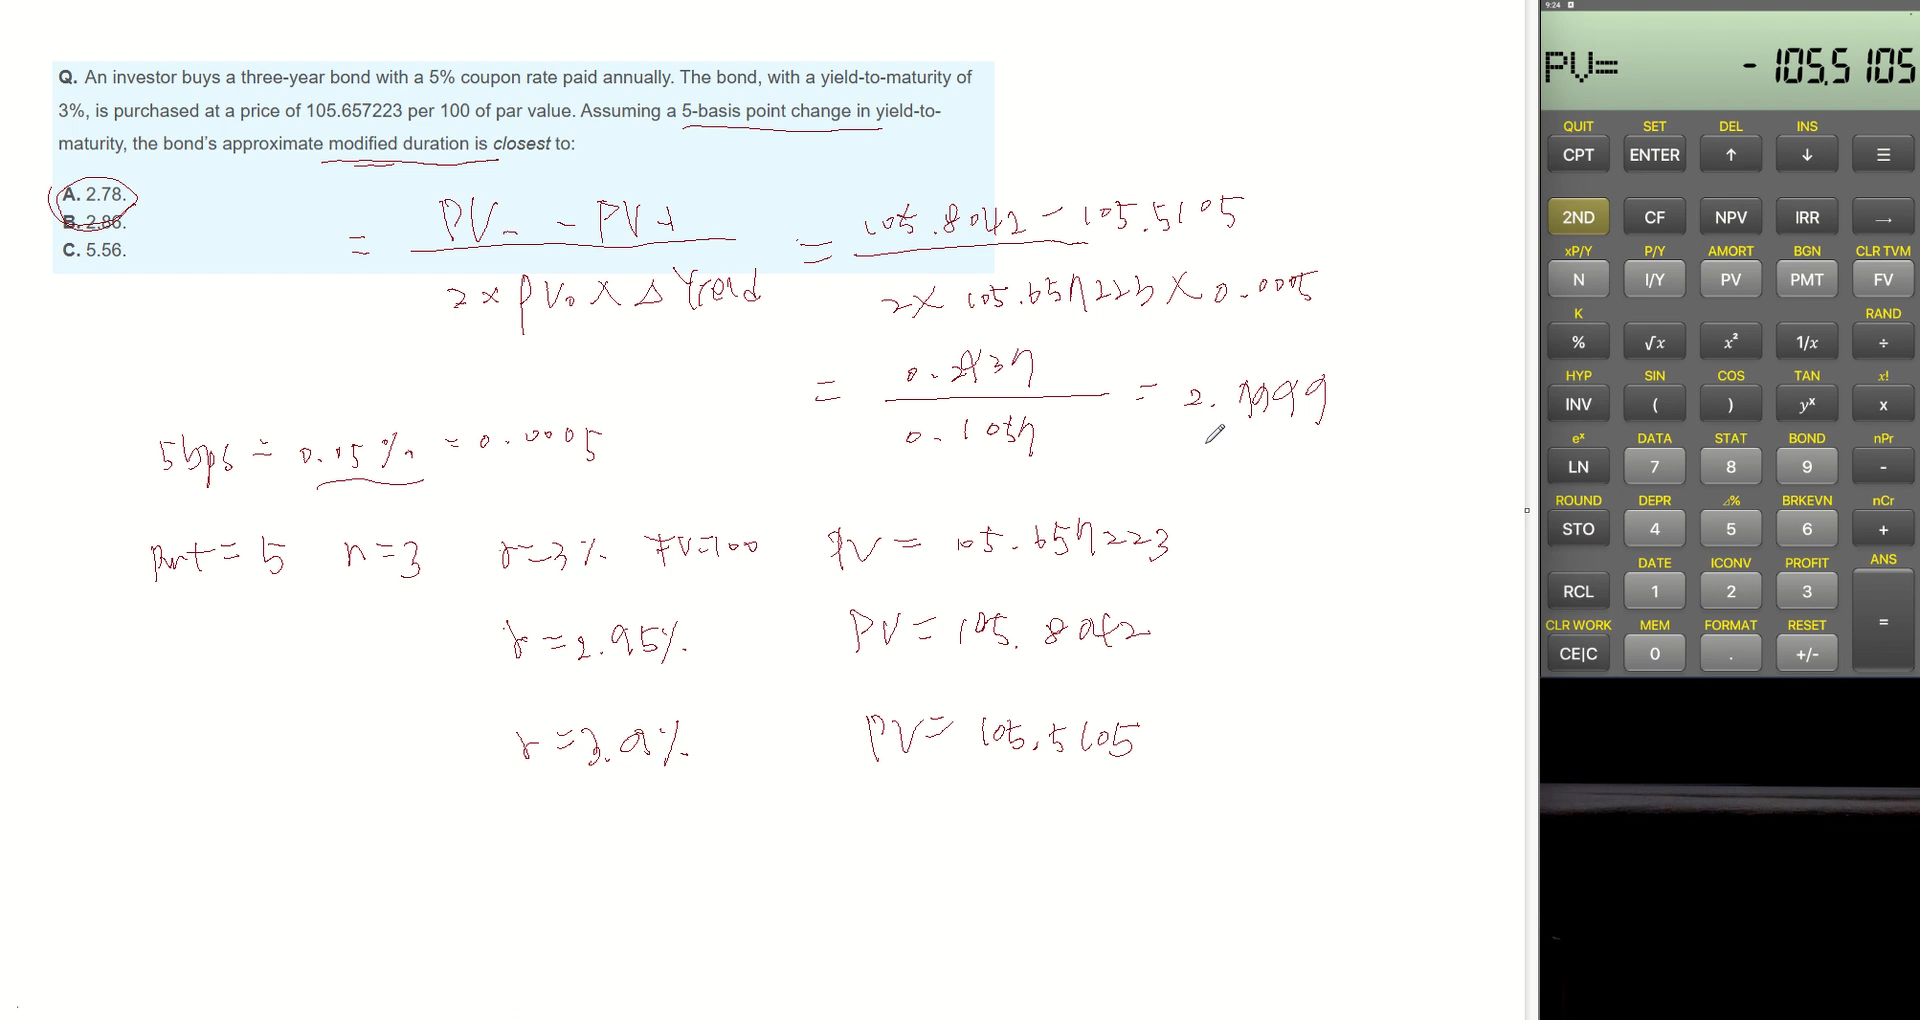 Q. An investor buys a three-year bond with a 5% coupon rate paid annually. The bond, with a yield-to-maturity of
3%, is purchased at a price of 105.657223 per 100 of par value. Assuming a 5-basis point change in yield-to-
maturity, the bond's approximate modified duration is closest to:
A. 2.78.
B. 2.86.
C. 5.56.
= PV- - PV+ / 2 × PV0 × Δ Yield
= 105.8042 - 105.5105 / 2 × 105.657223 × 0.0005
= 0.2937 / 0.1057 =
5bps = 0.05% = 0.0005
pmt = 5 n = 3 r = 3% FV = 100 PV = 105.657223
r = 2.95% PV = 105.8042
PV = 105.5105
9:24
PV= -105.5105
QUIT SET DEL INS
CPT ENTER ↑ ↓ ☰
2ND CF NPV IRR →
xP/Y P/Y AMORT BGN CLR TVM
N I/Y PV PMT FV
K RAND
% √x x² 1/x ÷
HYP SIN COS TAN x!
INV ( ) yˣ x
eˣ DATA STAT BOND nPr
LN 7 8 9 -
ROUND DEPR ⊿% BRKEVN nCr
STO 4 5 6 +
DATE ICONV PROFIT ANS
RCL 1 2 3 =
CLR WORK MEM FORMAT RESET
CE|C 0 . +/-